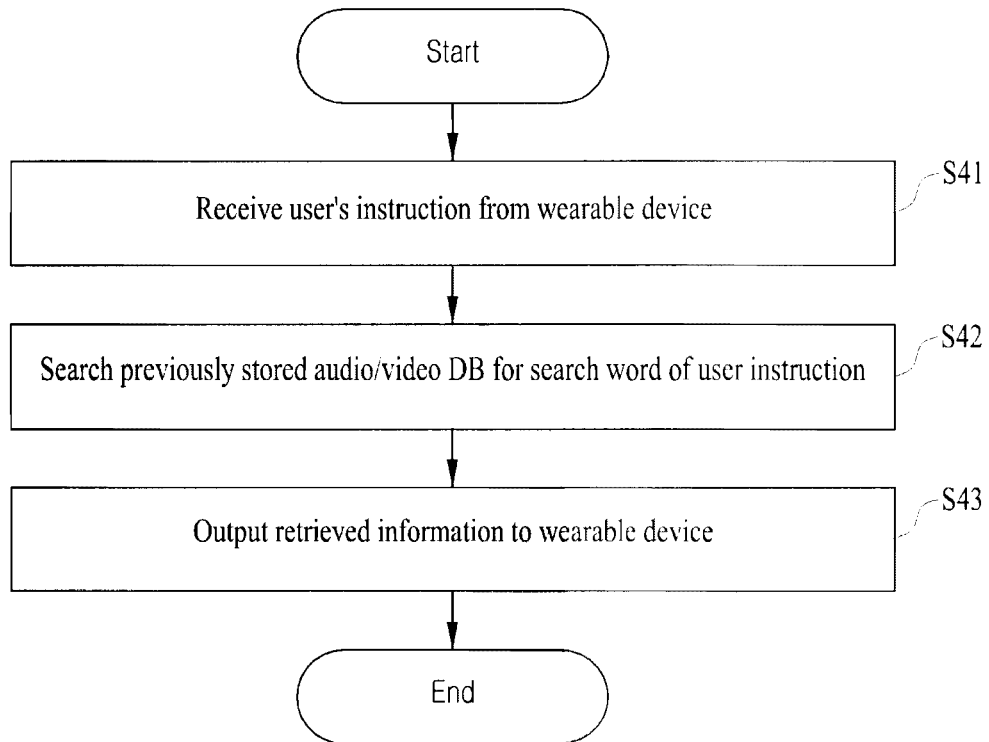 Start
S41
Receive user's instruction from wearable device
S42
Search previously stored audio/video DB for search word of user instruction
S43
Output retrieved information to wearable device
End